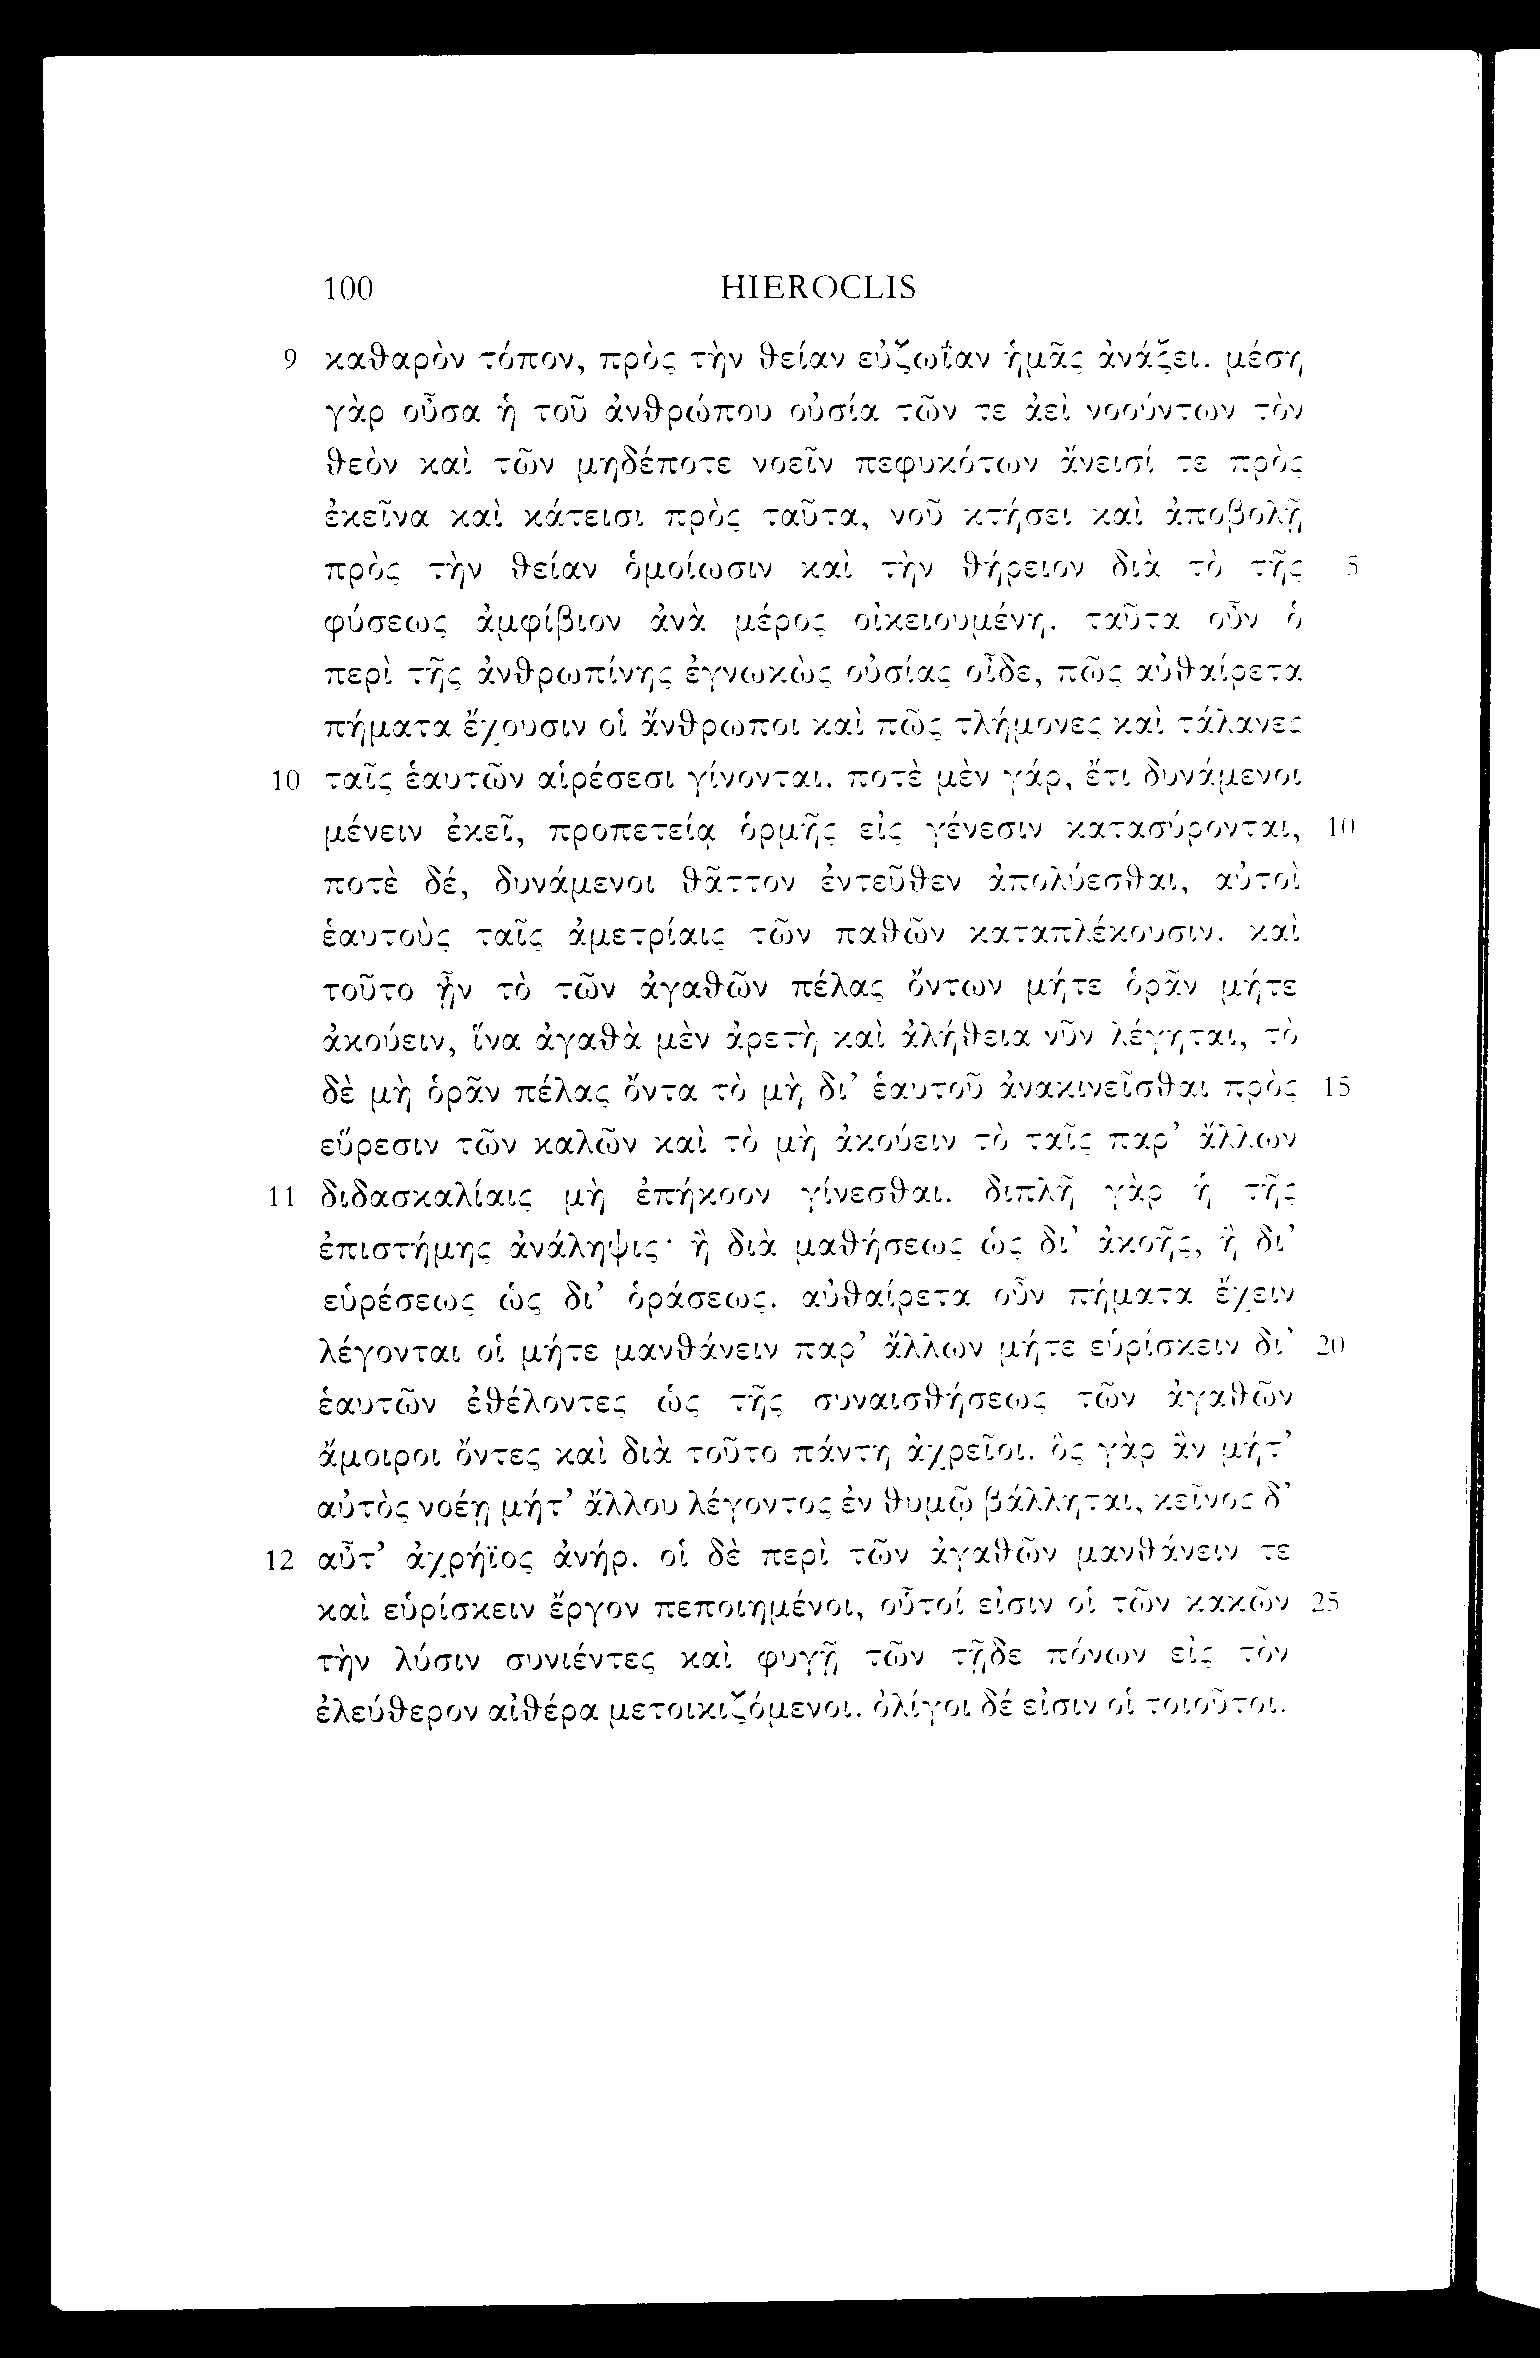 100 HIEROCLIS
9 καθαρὸν τόπον, πρὸς τὴν θείαν εὐζωΐαν ἡμᾶς ἀνάξει. μέση
γὰρ οὖσα ἡ τοῦ ἀνθρώπου οὐσία τῶν τε ἀεὶ νοούντων τὸν
θεὸν καὶ τῶν μηδέποτε νοεῖν πεφυκότων ἄνεισί τε πρὸς
ἐκεῖνα καὶ κάτεισι πρὸς ταῦτα, νοῦ κτήσει καὶ ἀποβολῇ
πρὸς τὴν θείαν ὁμοίωσιν καὶ τὴν θήρειον διὰ τὸ τῆς 5
φύσεως ἀμφίβιον ἀνὰ μέρος οἰκειουμένη. ταῦτα οὖν ὁ
περὶ τῆς ἀνθρωπίνης ἐγνωκὼς οὐσίας οἶδε, πῶς αὐθαίρετα
πήματα ἔχουσιν οἱ ἄνθρωποι καὶ πῶς τλήμονες καὶ τάλανες
10 ταῖς ἑαυτῶν αἱρέσεσι γίνονται. ποτὲ μὲν γάρ, ἔτι δυνάμενοι
μένειν ἐκεῖ, προπετείᾳ ὁρμῆς εἰς γένεσιν κατασύρονται, 10
ποτὲ δέ, δυνάμενοι θᾶττον ἐντεῦθεν ἀπολύεσθαι, αὐτοὶ
ἑαυτοὺς ταῖς ἀμετρίαις τῶν παθῶν καταπλέκουσιν. καὶ
τοῦτο ἦν τὸ τῶν ἀγαθῶν πέλας ὄντων μήτε ὁρᾶν μήτε
ἀκούειν, ἵνα ἀγαθὰ μὲν ἀρετὴ καὶ ἀλήθεια νῦν λέγηται, τὸ
δὲ μὴ ὁρᾶν πέλας ὄντα τὸ μὴ δι’ ἑαυτοῦ ἀνακινεῖσθαι πρὸς 15
εὕρεσιν τῶν καλῶν καὶ τὸ μὴ ἀκούειν τὸ ταῖς παρ’ ἄλλων
11 διδασκαλίαις μὴ ἐπήκοον γίνεσθαι. διπλῆ γὰρ ἡ τῆς
ἐπιστήμης ἀνάληψις· ἢ διὰ μαθήσεως ὡς δι’ ἀκοῆς, ἢ δι’
εὑρέσεως ὡς δι’ ὁράσεως. αὐθαίρετα οὖν πήματα ἔχειν
λέγονται οἱ μήτε μανθάνειν παρ’ ἄλλων μήτε εὑρίσκειν δι’ 20
ἑαυτῶν ἐθέλοντες ὡς τῆς συναισθήσεως τῶν ἀγαθῶν
ἄμοιροι ὄντες καὶ διὰ τοῦτο πάντη ἀχρεῖοι. ὃς γὰρ ἂν μήτ’
αὐτὸς νοέῃ μήτ’ ἄλλου λέγοντος ἐν θυμῷ βάλληται, κεῖνος δ’
12 αὖτ’ ἀχρήϊος ἀνήρ. οἱ δὲ περὶ τῶν ἀγαθῶν μανθάνειν τε
καὶ εὑρίσκειν ἔργον πεποιημένοι, οὗτοί εἰσιν οἱ τῶν κακῶν 25
τὴν λύσιν συνιέντες καὶ φυγῇ τῶν τῇδε πόνων εἰς τὸν
ἐλεύθερον αἰθέρα μετοικιζόμενοι. ὀλίγοι δέ εἰσιν οἱ τοιοῦτοι.